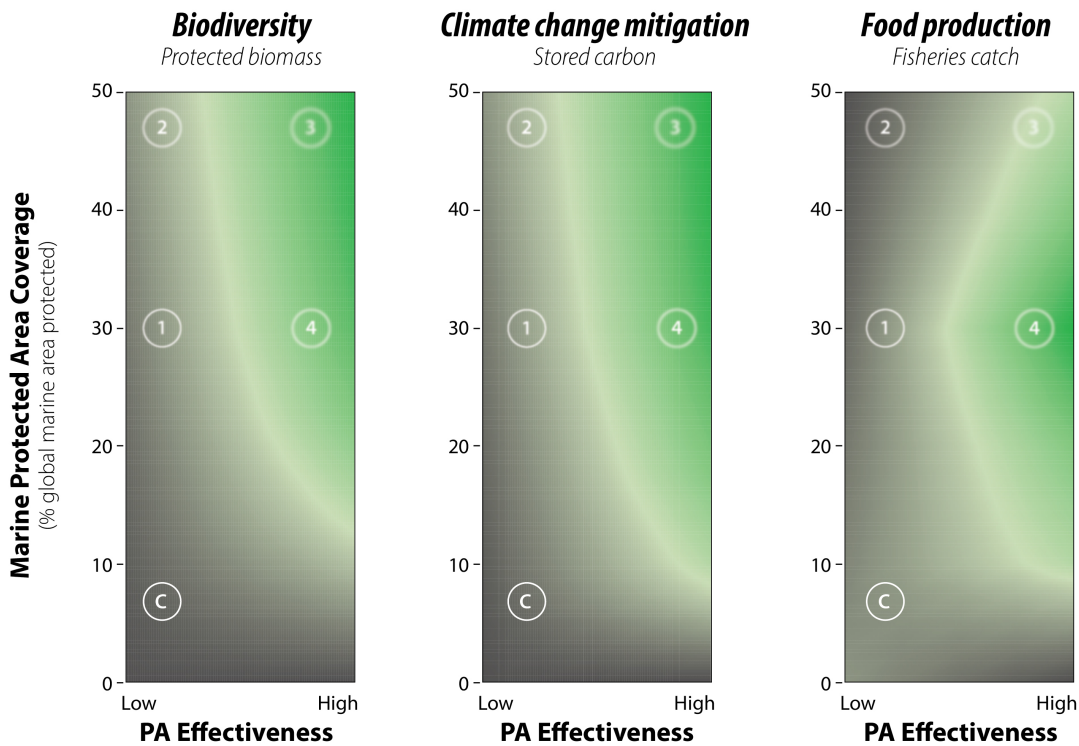 Biodiversity
Protected biomass
Climate change mitigation
Stored carbon
Food production
Fisheries catch
Marine Protected Area Coverage
(% global marine area protected)
50
40
30
20
10
0
2
3
1
4
C
Low
High
PA Effectiveness
50
40
30
20
10
0
2
3
1
4
C
Low
High
PA Effectiveness
50
40
30
20
10
0
2
3
1
4
C
Low
High
PA Effectiveness